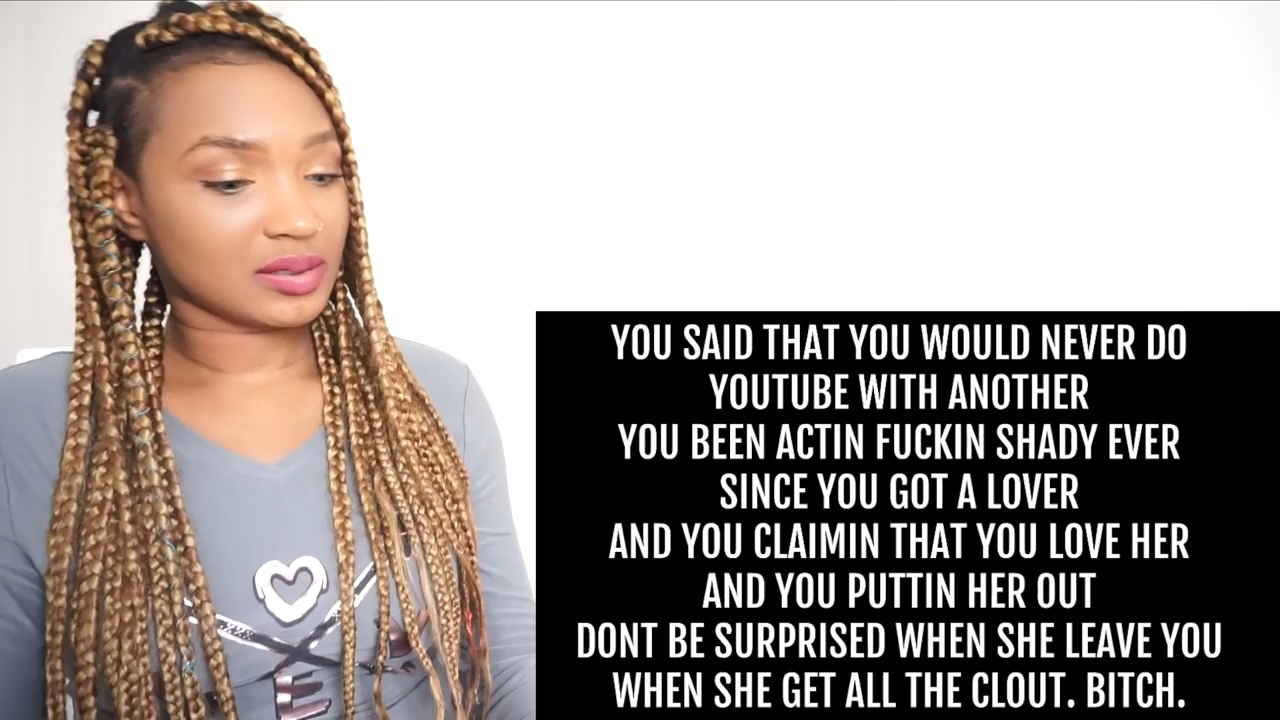 YOU SAID THAT YOU WOULD NEVER DO
YOUTUBE WITH ANOTHER
YOU BEEN ACTIN FUCKIN SHADY EVER
SINCE YOU GOT A LOVER
AND YOU CLAIMIN THAT YOU LOVE HER
AND YOU PUTTIN HER OUT
DONT BE SURPRISED WHEN SHE LEAVE YOU
WHEN SHE GET ALL THE CLOUT. BITCH.